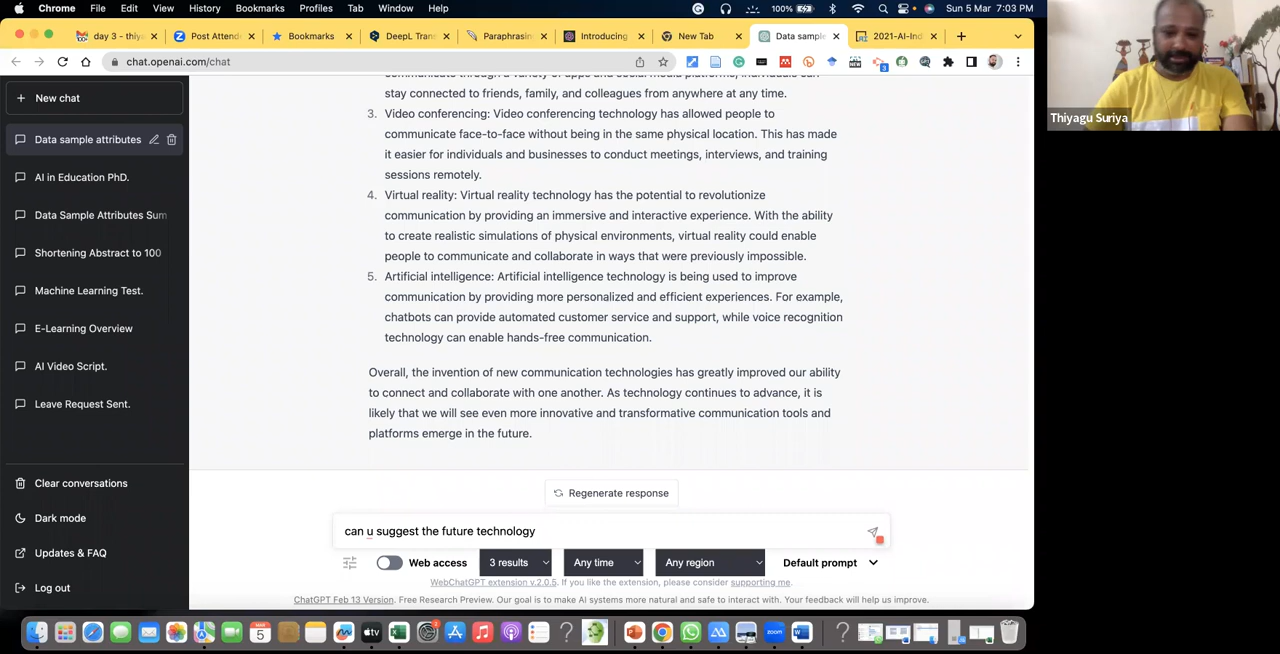 Chrome File Edit View History Bookmarks Profiles Tab Window Help 100% Sun 5 Mar 7:03 PM
day 3 - thiya Post Attend Bookmarks DeepL Tran Paraphrasin Introducing New Tab Data sample 2021-AI-Ind
chat.openai.com/chat
Thiyagu Suriya
New chat
Data sample attributes
AI in Education PhD.
Data Sample Attributes Sum
Shortening Abstract to 100
Machine Learning Test.
E-Learning Overview
AI Video Script.
Leave Request Sent.
Clear conversations
Dark mode
Updates & FAQ
Log out
communicate through a variety of apps and social media platforms, individuals can
stay connected to friends, family, and colleagues from anywhere at any time.
3. Video conferencing: Video conferencing technology has allowed people to
communicate face-to-face without being in the same physical location. This has made
it easier for individuals and businesses to conduct meetings, interviews, and training
sessions remotely.
4. Virtual reality: Virtual reality technology has the potential to revolutionize
communication by providing an immersive and interactive experience. With the ability
to create realistic simulations of physical environments, virtual reality could enable
people to communicate and collaborate in ways that were previously impossible.
5. Artificial intelligence: Artificial intelligence technology is being used to improve
communication by providing more personalized and efficient experiences. For example,
chatbots can provide automated customer service and support, while voice recognition
technology can enable hands-free communication.
Overall, the invention of new communication technologies has greatly improved our ability
to connect and collaborate with one another. As technology continues to advance, it is
likely that we will see even more innovative and transformative communication tools and
platforms emerge in the future.
Regenerate response
can u suggest the future technology
Web access 3 results Any time Any region Default prompt
WebChatGPT extension v.2.0.5. If you like the extension, please consider supporting me.
ChatGPT Feb 13 Version. Free Research Preview. Our goal is to make AI systems more natural and safe to interact with. Your feedback will help us improve.